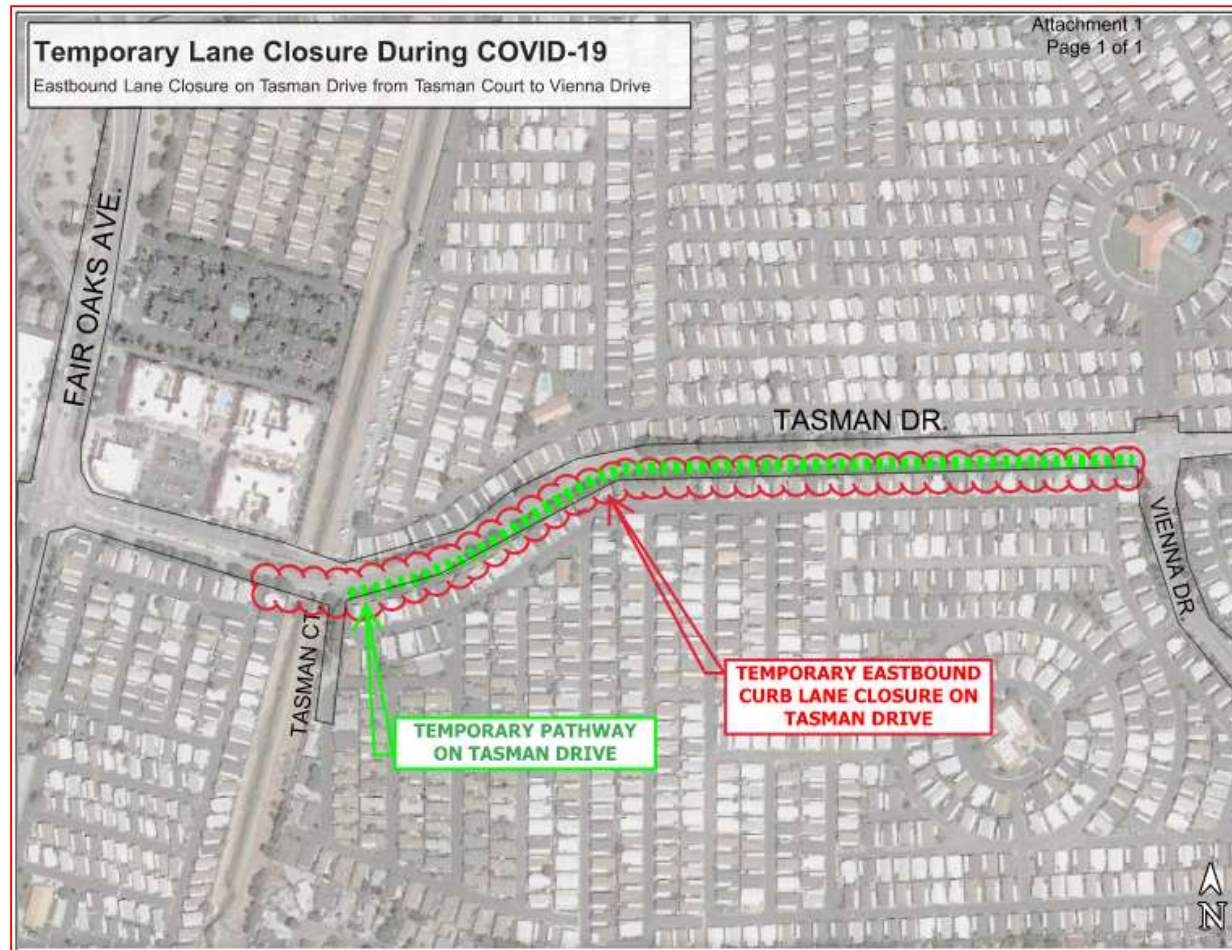 Attachment 1
Page 1 of 1
Temporary Lane Closure During COVID-19
Eastbound Lane Closure on Tasman Drive from Tasman Court to Vienna Drive
FAIR OAKS AVE.
TASMAN DR.
VIENNA DR.
TASMAN CT.
TEMPORARY EASTBOUND
CURB LANE CLOSURE ON
TASMAN DRIVE
TEMPORARY PATHWAY
ON TASMAN DRIVE
N